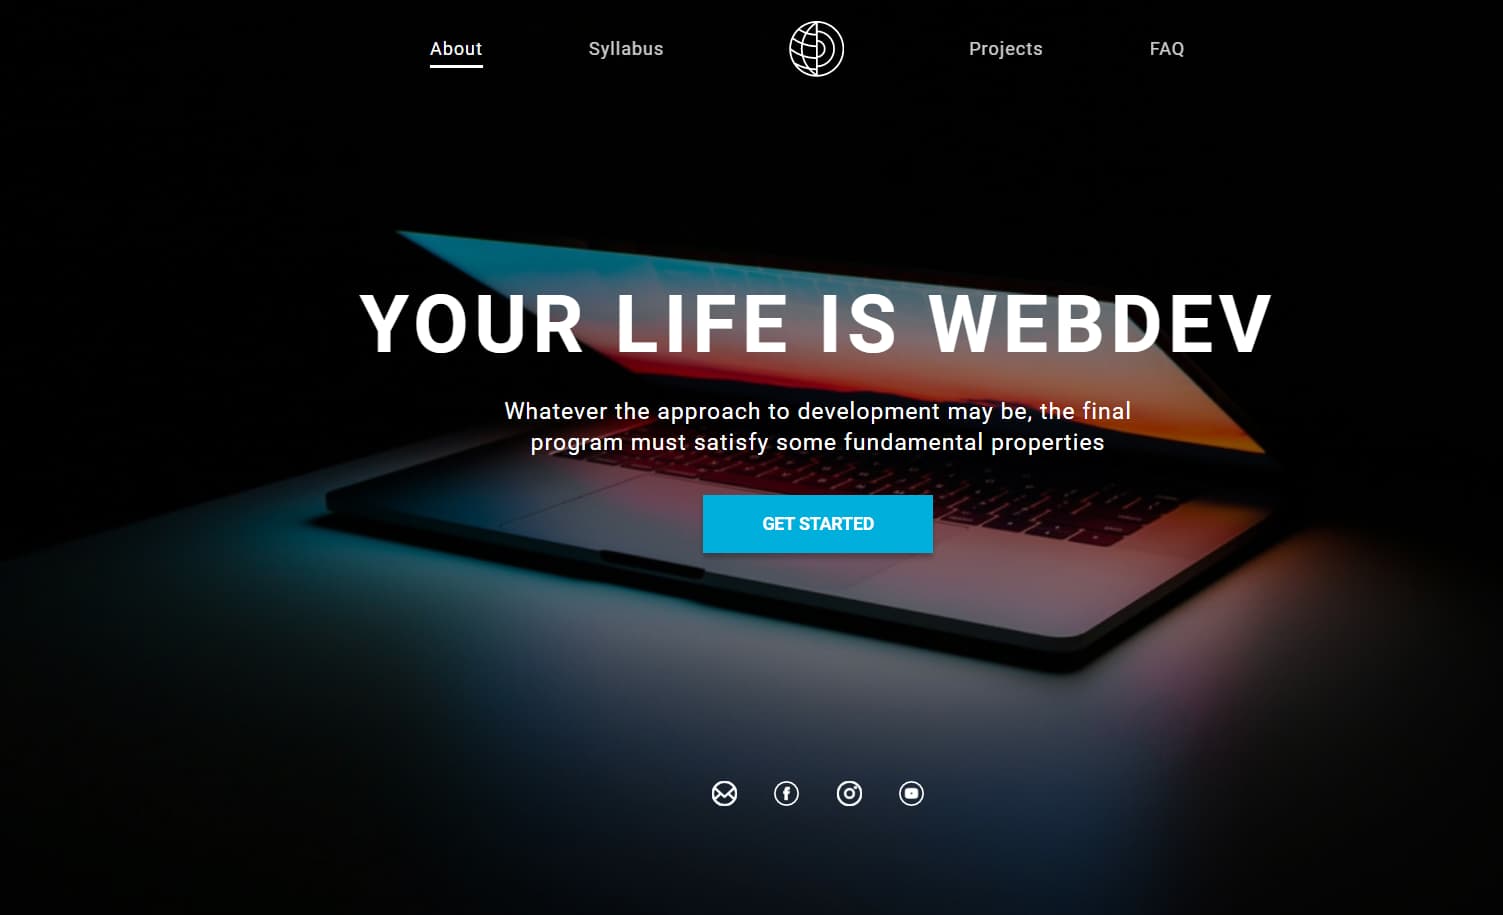 About
Syllabus
Projects
FAQ
YOUR LIFE IS WEBDEV
Whatever the approach to development may be, the final
program must satisfy some fundamental properties
GET STARTED